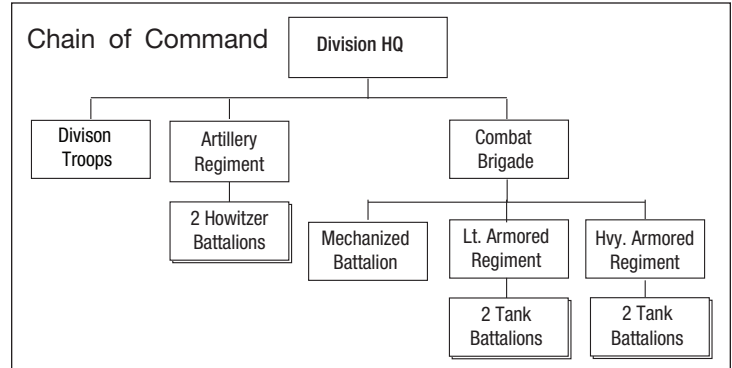 Chain of Command
Division HQ
Divison
Troops
Artillery
Regiment
Combat
Brigade
2 Howitzer
Battalions
Mechanized
Battalion
Lt. Armored
Regiment
Hvy. Armored
Regiment
2 Tank
Battalions
2 Tank
Battalions